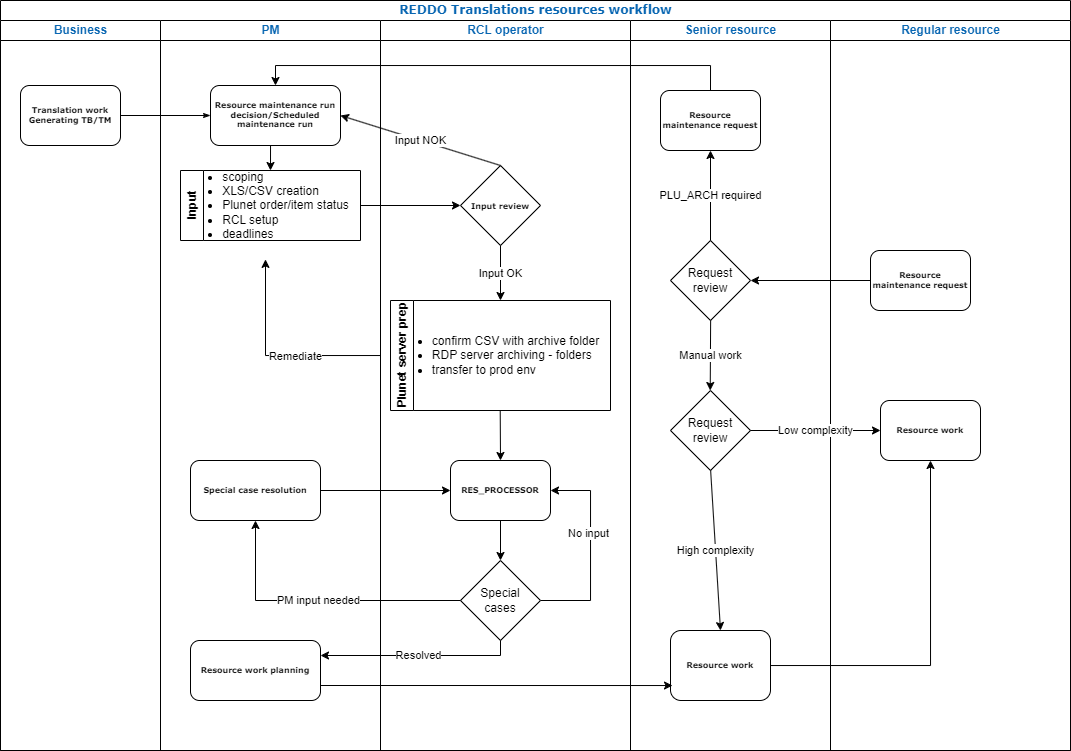 REDDO Translations resources workflow
Business
PM
RCL operator
Senior resource
Regular resource
Translation work
Generating TB/TM
Resource maintenance run
decision/Scheduled
maintenance run
Resource
maintenance request
Input NOK
Input
scoping
XLS/CSV creation
Plunet order/item status
RCL setup
deadlines
Input review
PLU_ARCH required
Input OK
Request
review
Resource
maintenance request
Plunet server prep
confirm CSV with archive folder
RDP server archiving - folders
transfer to prod env
Remediate
Manual work
Request
review
Low complexity
Resource work
Special case resolution
RES_PROCESSOR
No input
High complexity
Special
cases
PM input needed
Resolved
Resource work planning
Resource work